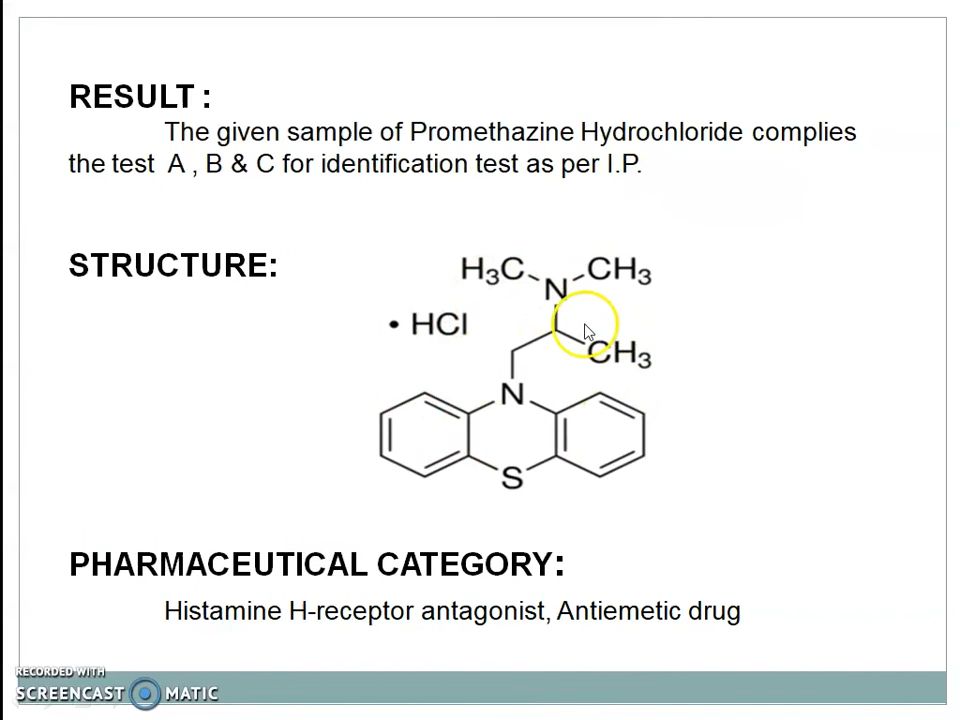 RESULT :
The given sample of Promethazine Hydrochloride complies
the test A , B & C for identification test as per I.P.
STRUCTURE:
H₃C
N
CH₃
• HCl
CH₃
N
S
PHARMACEUTICAL CATEGORY:
Histamine H-receptor antagonist, Antiemetic drug
RECORDED WITH
SCREENCAST MATIC